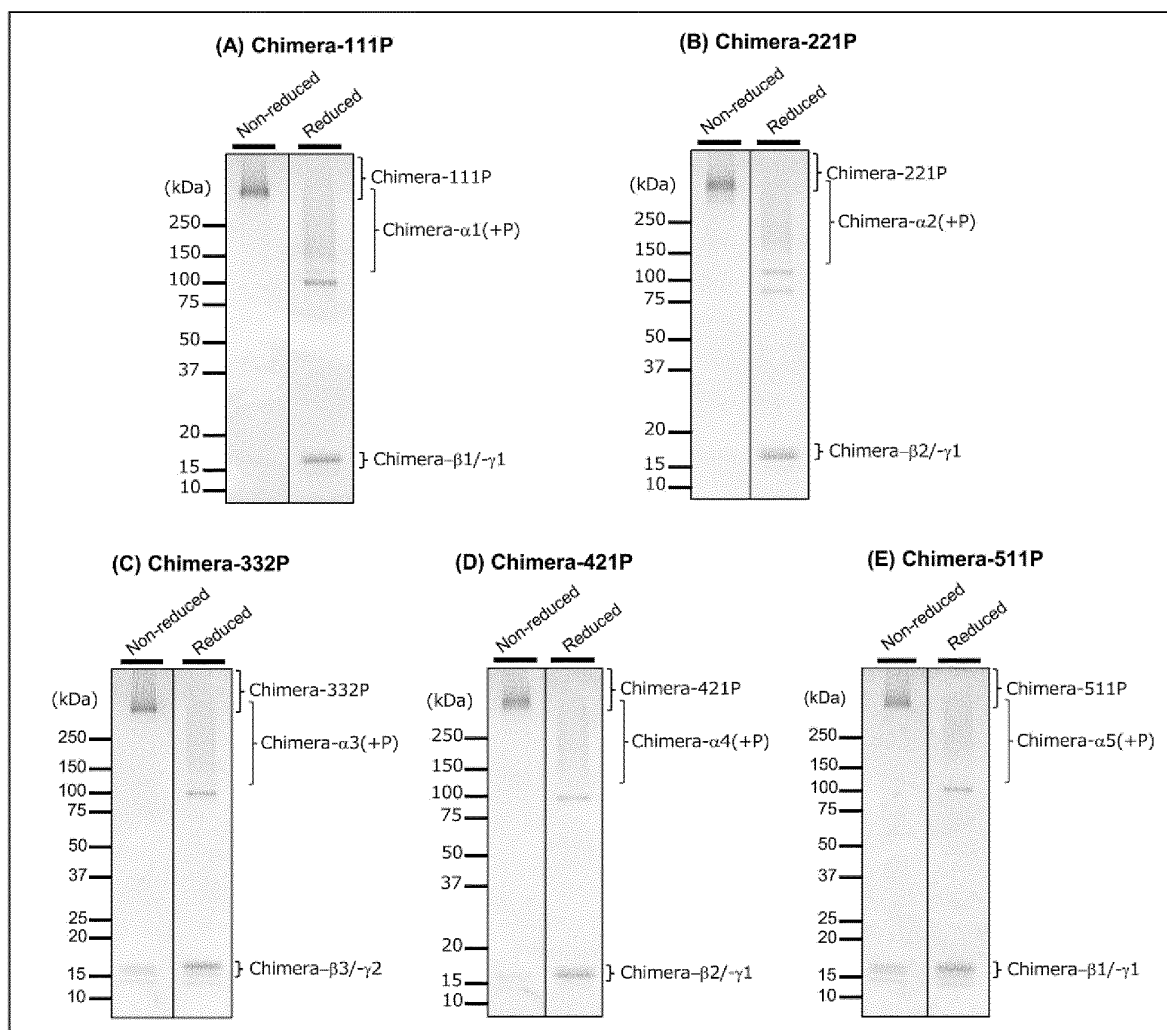 (A) Chimera-111P
Non-reduced
Reduced
(kDa)
250
150
100
75
50
37
20
15
10
Chimera-111P
Chimera-α1(+P)
Chimera-β1/-γ1
(B) Chimera-221P
Non-reduced
Reduced
(kDa)
250
150
100
75
50
37
20
15
10
Chimera-221P
Chimera-α2(+P)
Chimera-β2/-γ1
(C) Chimera-332P
Non-reduced
Reduced
(kDa)
250
150
100
75
50
37
25
20
15
10
Chimera-332P
Chimera-α3(+P)
Chimera-β3/-γ2
(D) Chimera-421P
Non-reduced
Reduced
(kDa)
250
150
100
75
50
37
20
15
10
Chimera-421P
Chimera-α4(+P)
Chimera-β2/-γ1
(E) Chimera-511P
Non-reduced
Reduced
(kDa)
250
150
100
75
50
37
25
20
15
10
Chimera-511P
Chimera-α5(+P)
Chimera-β1/-γ1